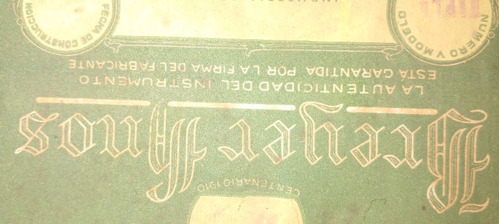 CENTENARIO 1910
Breyer Hnos
LA AUTENTICIDAD DEL INSTRUMENTO
ESTA GARANTIDA POR LA FIRMA DEL FABRICANTE
NUMERO Y MODELO
FECHA DE CONSTRUCCION